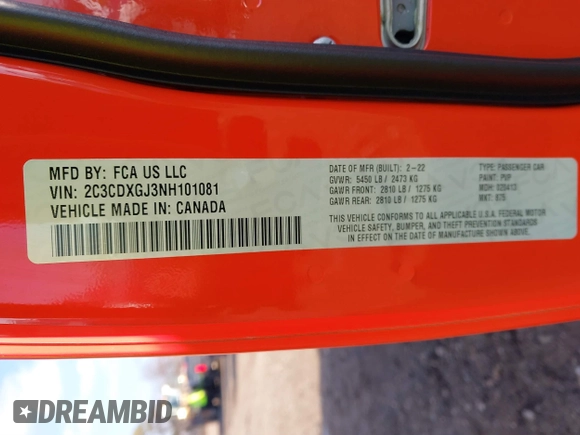 MFD BY: FCA US LLC
VIN: 2C3CDXGJ3NH101081
VEHICLE MADE IN: CANADA
DATE OF MFR (BUILT): 2-22
GVWR: 5450 LB / 2473 KG
GAWR FRONT: 2810 LB / 1275 KG
GAWR REAR: 2810 LB / 1275 KG
TYPE: PASSENGER CAR
PAINT:
MDH:
MKT:
THIS VEHICLE CONFORMS TO ALL APPLICABLE U.S.A. FEDERAL MOTOR
VEHICLE SAFETY, BUMPER, AND THEFT PREVENTION STANDARDS
IN EFFECT ON THE DATE OF MANUFACTURE SHOWN ABOVE.
DREAMBID